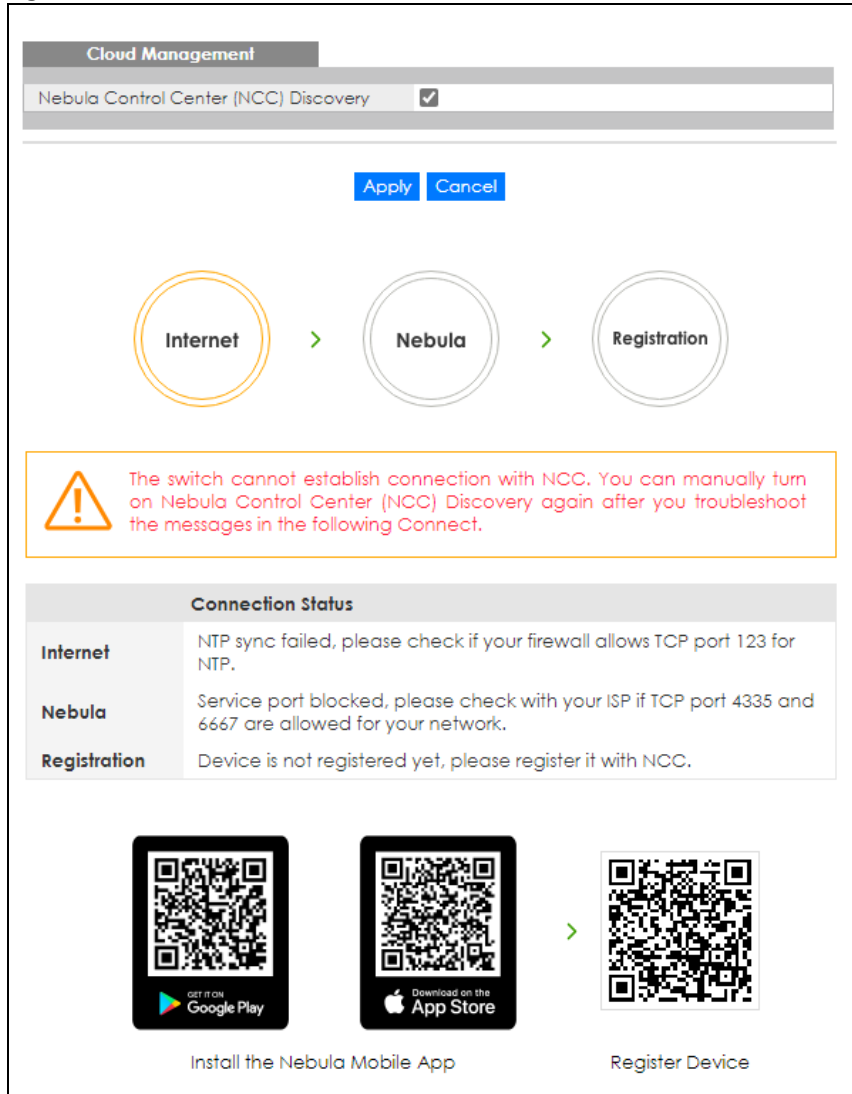 Cloud Management
Nebula Control Center (NCC) Discovery
Apply Cancel
Internet > Nebula > Registration
The switch cannot establish connection with NCC. You can manually turn
on Nebula Control Center (NCC) Discovery again after you troubleshoot
the messages in the following Connect.
Connection Status
Internet NTP sync failed, please check if your firewall allows TCP port 123 for
NTP.
Nebula Service port blocked, please check with your ISP if TCP port 4335 and
6667 are allowed for your network.
Registration Device is not registered yet, please register it with NCC.
GET IT ON
Google Play
Download on the
App Store
>
Install the Nebula Mobile App Register Device